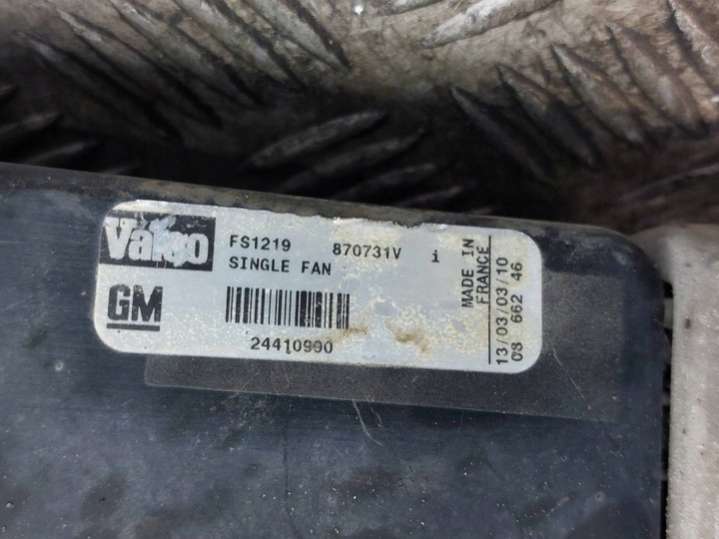 Valeo
FS1219 870731V i
SINGLE FAN
GM
24410990
MADE IN
FRANCE
13/03/03/10
08 662 46